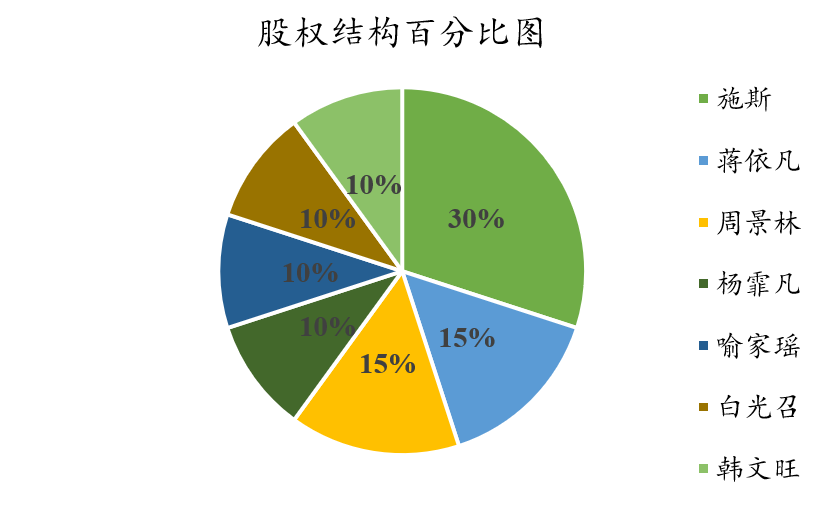 股权结构百分比图
10%
30%
10%
10%
10%
15%
15%
施斯
蒋依凡
周景林
杨霏凡
喻家瑶
白光召
韩文旺